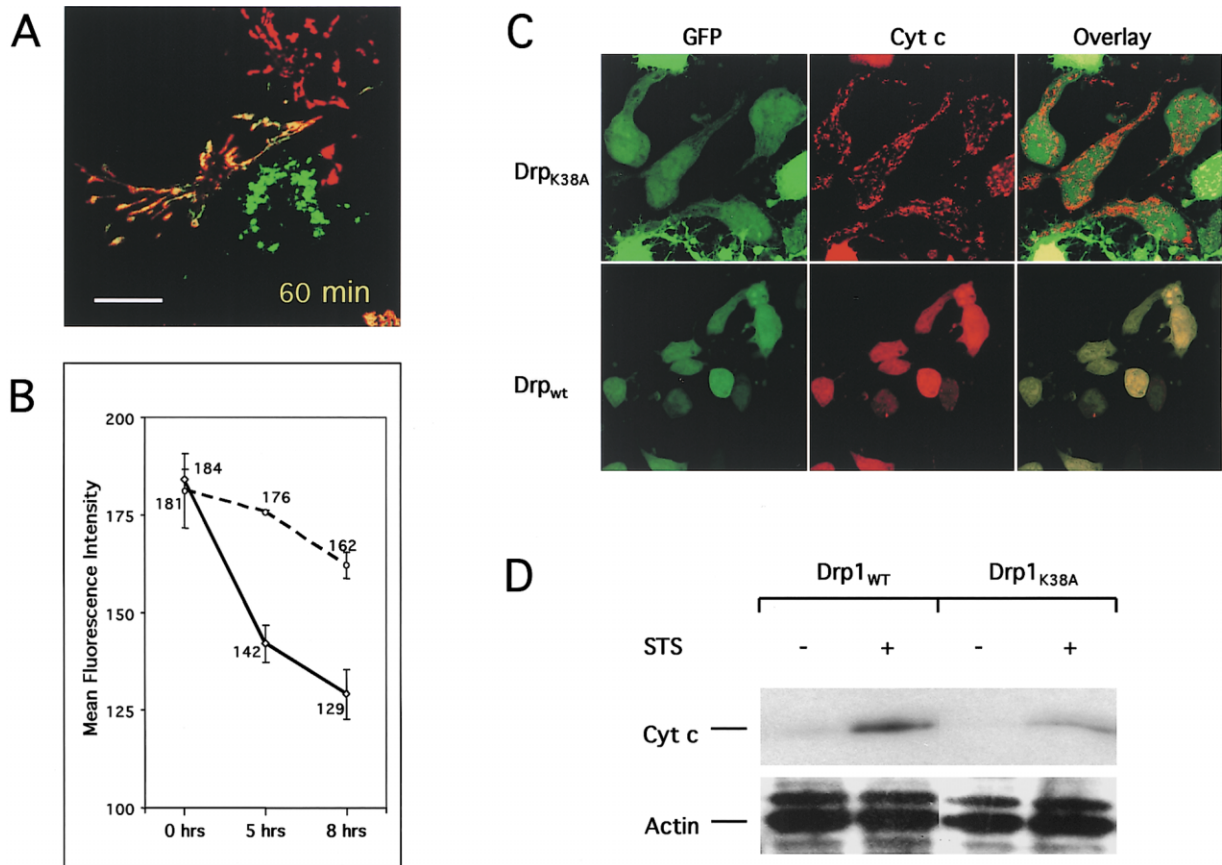 A
60 min
B
Mean Fluorescence Intensity
200
175
150
125
100
184
181
176
162
142
129
0 hrs 5 hrs 8 hrs
C
GFP Cyt c Overlay
DrpK38A
Drpwt
D
Drp1WT Drp1K38A
STS - + - +
Cyt c
Actin